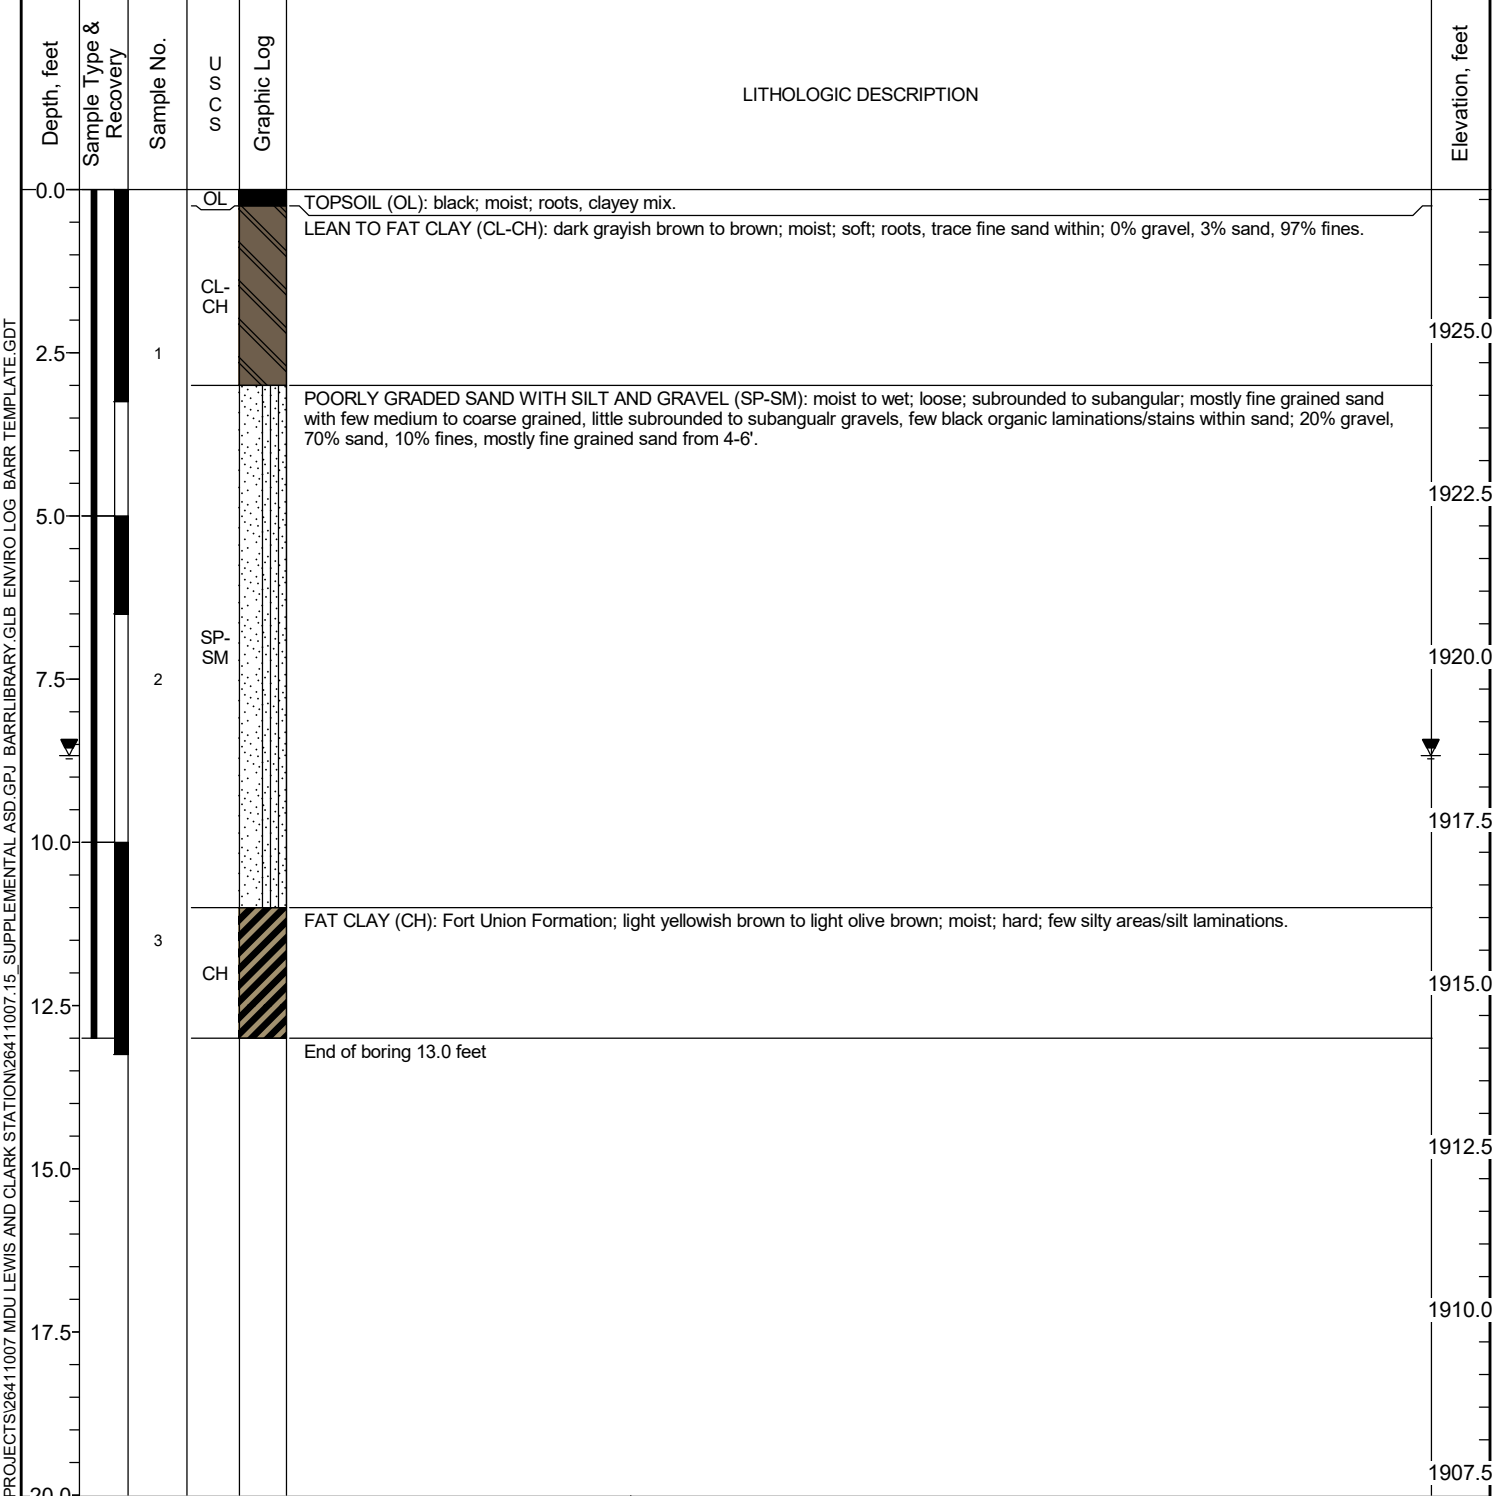 Depth, feet
Sample Type &
Recovery
Sample No.
U
S
C
S
Graphic Log
LITHOLOGIC DESCRIPTION
Elevation, feet
0.0
OL
TOPSOIL (OL): black; moist; roots, clayey mix.
LEAN TO FAT CLAY (CL-CH): dark grayish brown to brown; moist; soft; roots, trace fine sand within; 0% gravel, 3% sand, 97% fines.
CL-
CH
1925.0
2.5
1
POORLY GRADED SAND WITH SILT AND GRAVEL (SP-SM): moist to wet; loose; subrounded to subangular; mostly fine grained sand
with few medium to coarse grained, little subrounded to subangualr gravels, few black organic laminations/stains within sand; 20% gravel,
70% sand, 10% fines, mostly fine grained sand from 4-6'.
1922.5
5.0
SP-
SM
1920.0
7.5
2
1917.5
10.0
FAT CLAY (CH): Fort Union Formation; light yellowish brown to light olive brown; moist; hard; few silty areas/silt laminations.
3
CH
1915.0
12.5
End of boring 13.0 feet
1912.5
15.0
1910.0
17.5
1907.5
20.0
PROJECTS\26411007 MDU LEWIS AND CLARK STATION\26411007.15_SUPPLEMENTAL ASD.GPJ BARRLIBRARY.GLB ENVIRO LOG BARR TEMPLATE.GDT